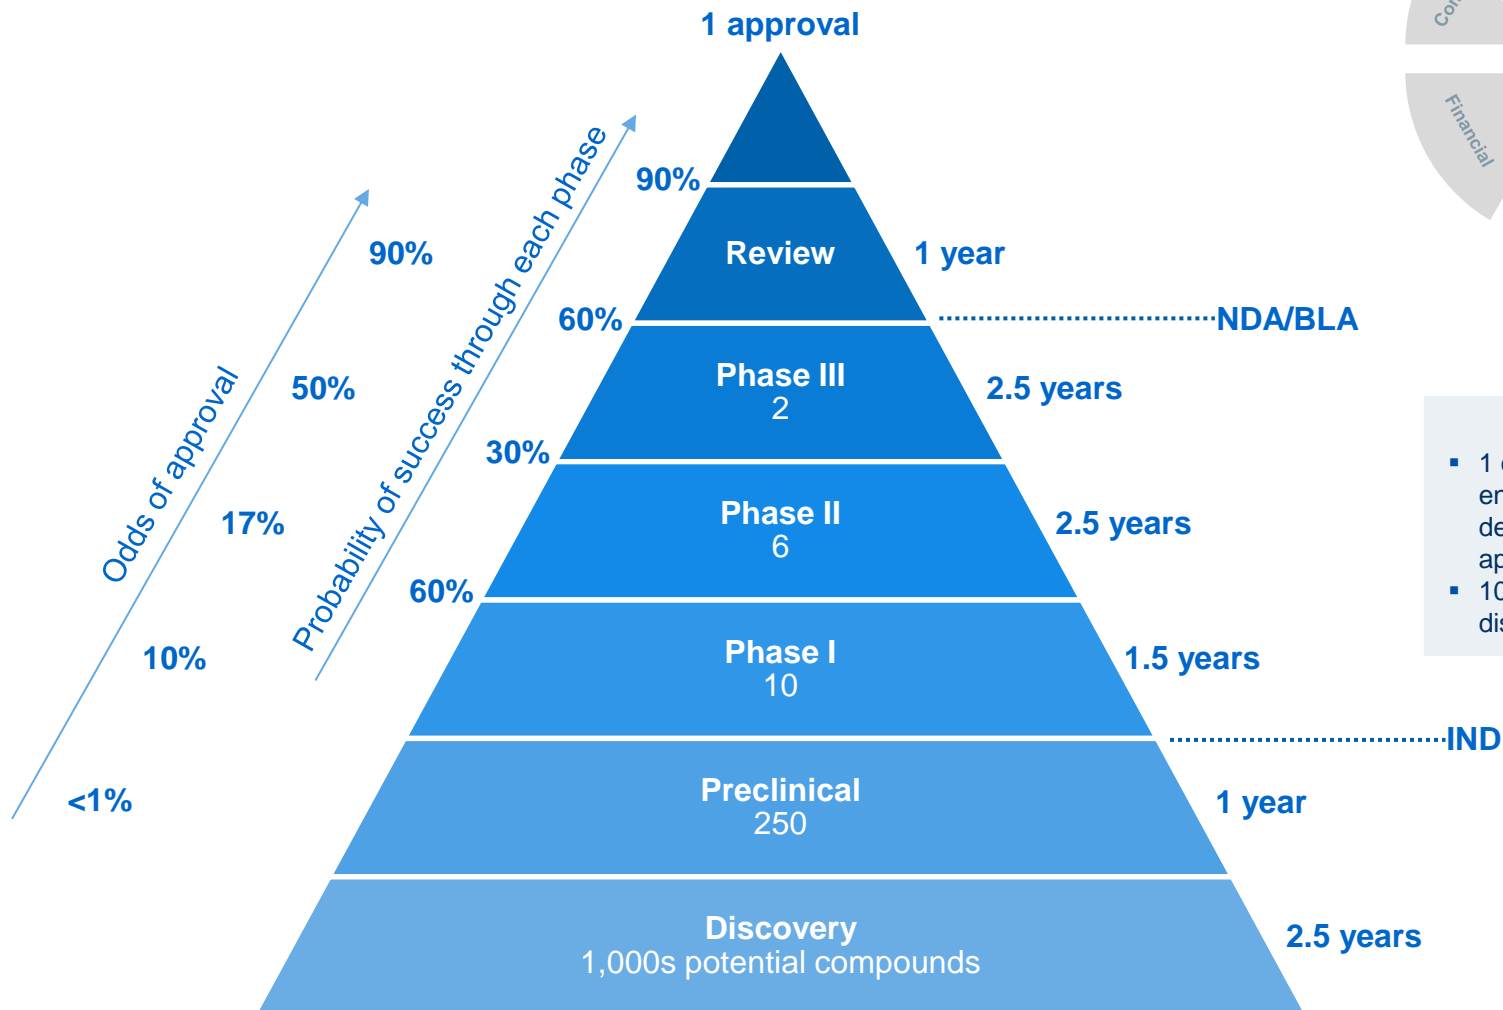 1 approval
Financial
90%
Review
1 year
90%
60%
NDA/BLA
Phase III
2
2.5 years
50%
30%
Phase II
6
2.5 years
17%
60%
Phase I
10
1.5 years
10%
IND
Preclinical
250
1 year
<1%
Discovery
1,000s potential compounds
2.5 years
Odds of approval
Probability of success through each phase
▪ 1
▪ 10